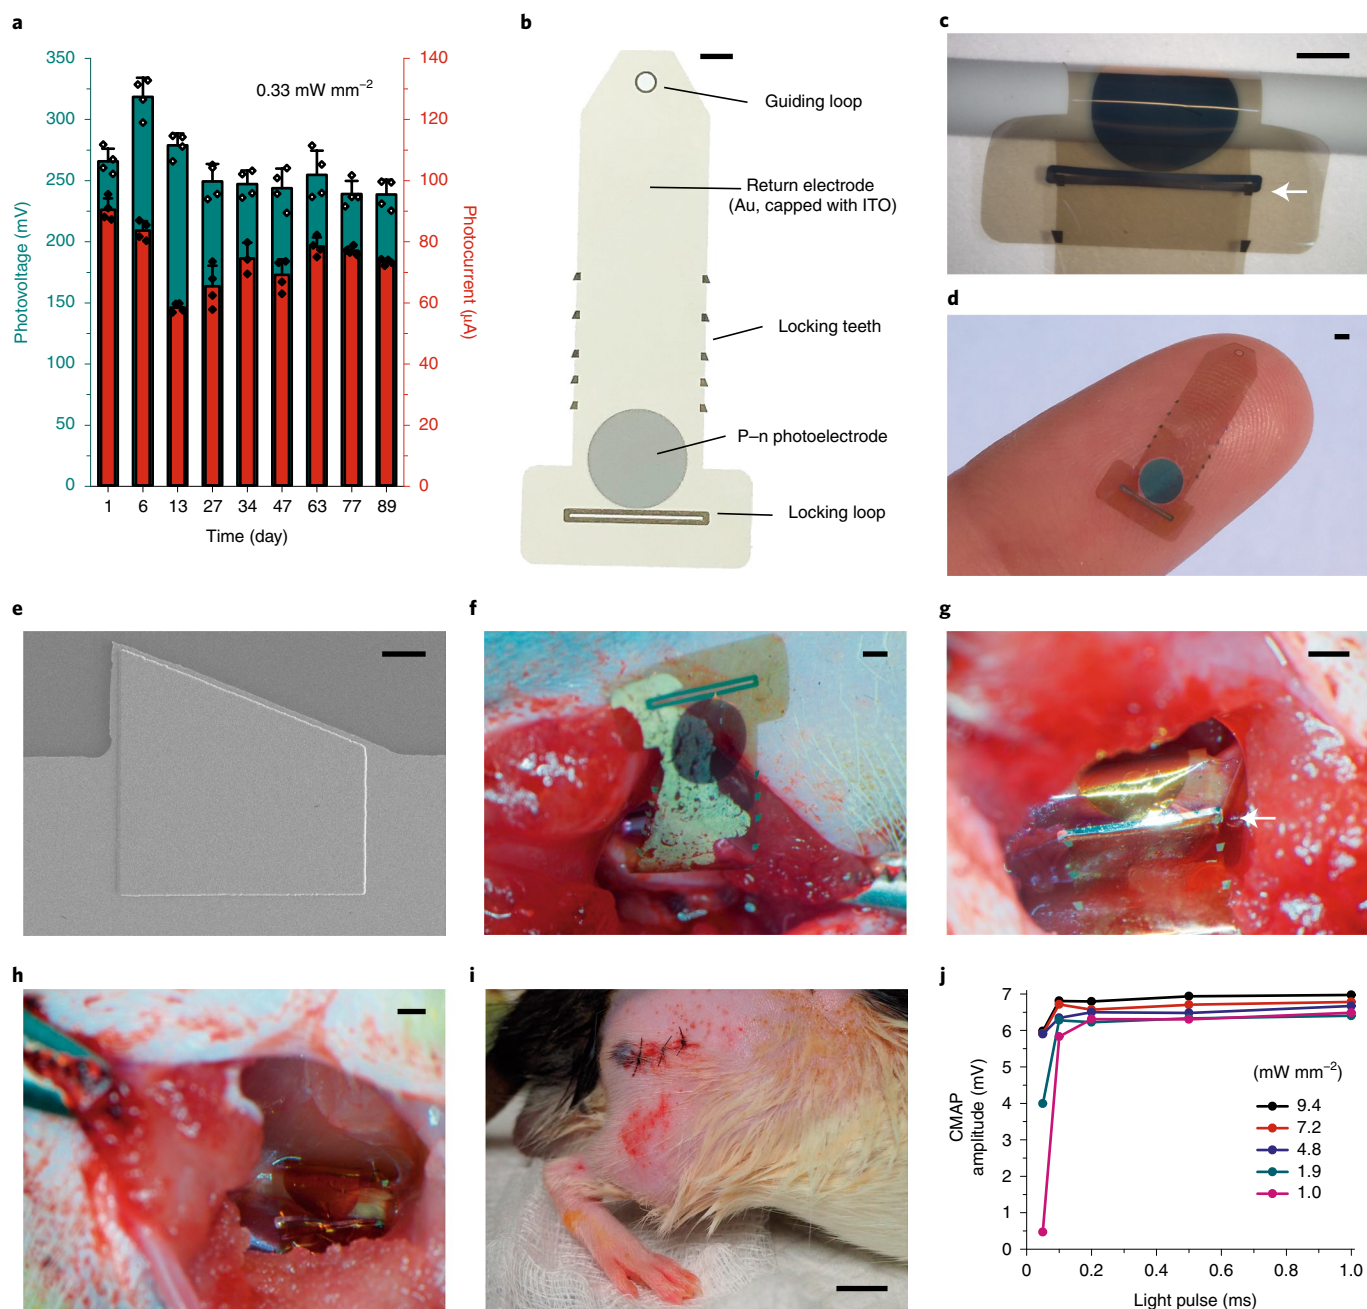 a
350
300
250
200
150
100
50
0
Photovoltage (mV)
140
120
100
80
60
40
20
0
Photocurrent (μA)
0.33 mW mm−2
1 6 13 27 34 47 63 77 89
Time (day)
b
Guiding loop
Return electrode
(Au, capped with ITO)
Locking teeth
P–n photoelectrode
Locking loop
c
d
e
f
g
h
i
j
7
6
5
4
3
2
1
0
CMAP
amplitude (mV)
(mW mm−2)
9.4
7.2
4.8
1.9
1.0
0 0.2 0.4 0.6 0.8 1.0
Light pulse (ms)